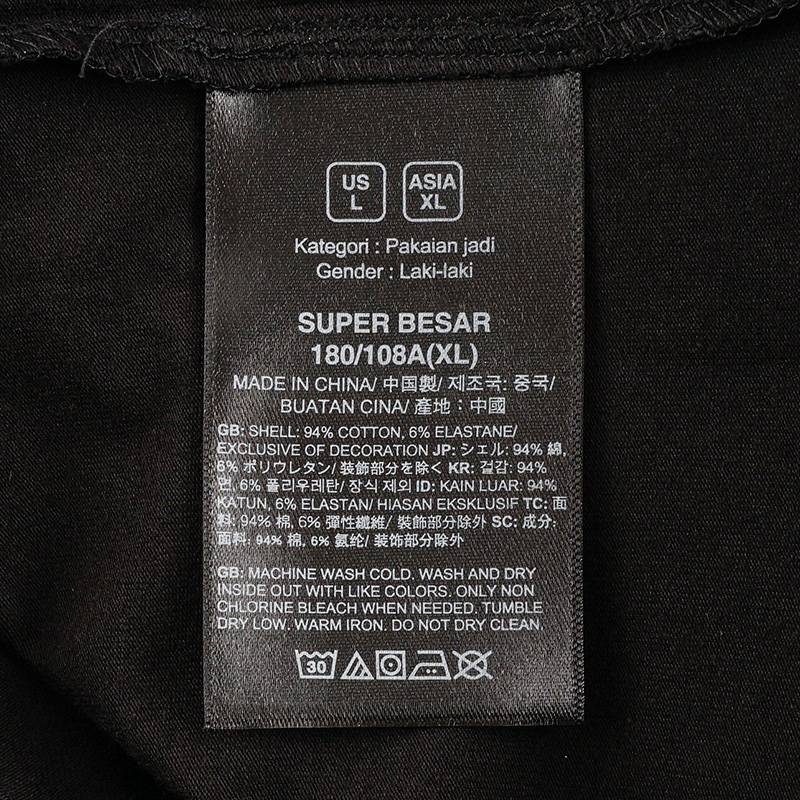 US
L
ASIA
XL
Kategori : Pakaian jadi
Gender : Laki-laki
SUPER BESAR
180/108A(XL)
MADE IN CHINA/ 中国製/ 제조국: 중국/
BUATAN CINA/ 產地：中國
GB: SHELL: 94% COTTON, 6% ELASTANE/
EXCLUSIVE OF DECORATION JP: シェル: 94% 綿,
6% ポリウレタン/ 装飾部分を除く KR: 겉감: 94%
면, 6% 폴리우레탄/ 장식 제외 ID: KAIN LUAR: 94%
KATUN, 6% ELASTAN/ HIASAN EKSKLUSIF TC: 面
料: 94% 棉, 6% 彈性纖維/ 裝飾部分除外 SC: 成分:
面料: 94% 棉, 6% 氨纶/ 装饰部分除外
GB: MACHINE WASH COLD. WASH AND DRY
INSIDE OUT WITH LIKE COLORS. ONLY NON
CHLORINE BLEACH WHEN NEEDED. TUMBLE
DRY LOW. WARM IRON. DO NOT DRY CLEAN.
30